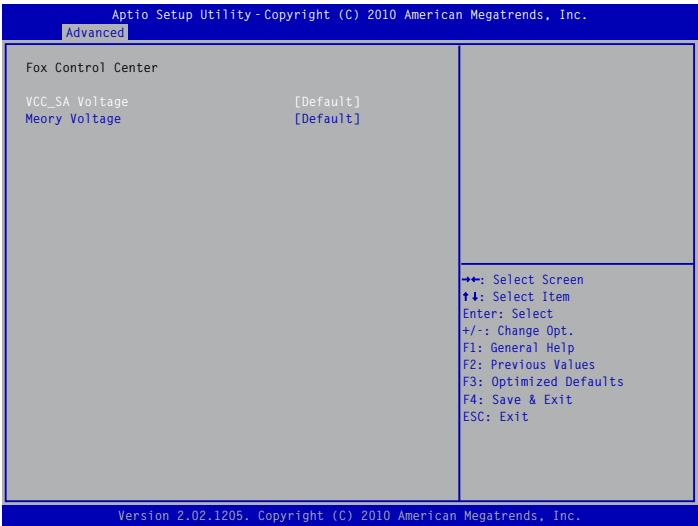 Aptio Setup Utility - Copyright (C) 2010 American Megatrends, Inc.
Advanced
Fox Control Center
VCC_SA Voltage [Default]
Meory Voltage [Default]
→←: Select Screen
↑↓: Select Item
Enter: Select
+/-: Change Opt.
F1: General Help
F2: Previous Values
F3: Optimized Defaults
F4: Save & Exit
ESC: Exit
Version 2.02.1205. Copyright (C) 2010 American Megatrends, Inc.